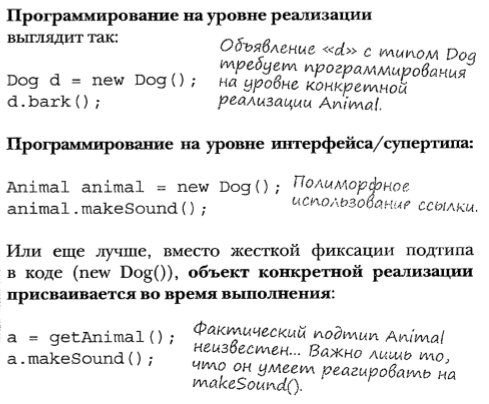 Программирование на уровне реализации
выглядит так:
Объявление «d» с типом Dog
требует программирования
на уровне конкретной
реализации Animal.
Dog d = new Dog();
d.bark();
Программирование на уровне интерфейса/супертипа:
Animal animal = new Dog();
animal.makeSound();
Полиморфное
использование ссылки.
Или еще лучше, вместо жесткой фиксации подтипа
в коде (new Dog()), объект конкретной реализации
присваивается во время выполнения:
a = getAnimal();
a.makeSound();
Фактический подтип Animal
неизвестен... Важно лишь то,
что он умеет реагировать на
makeSound().